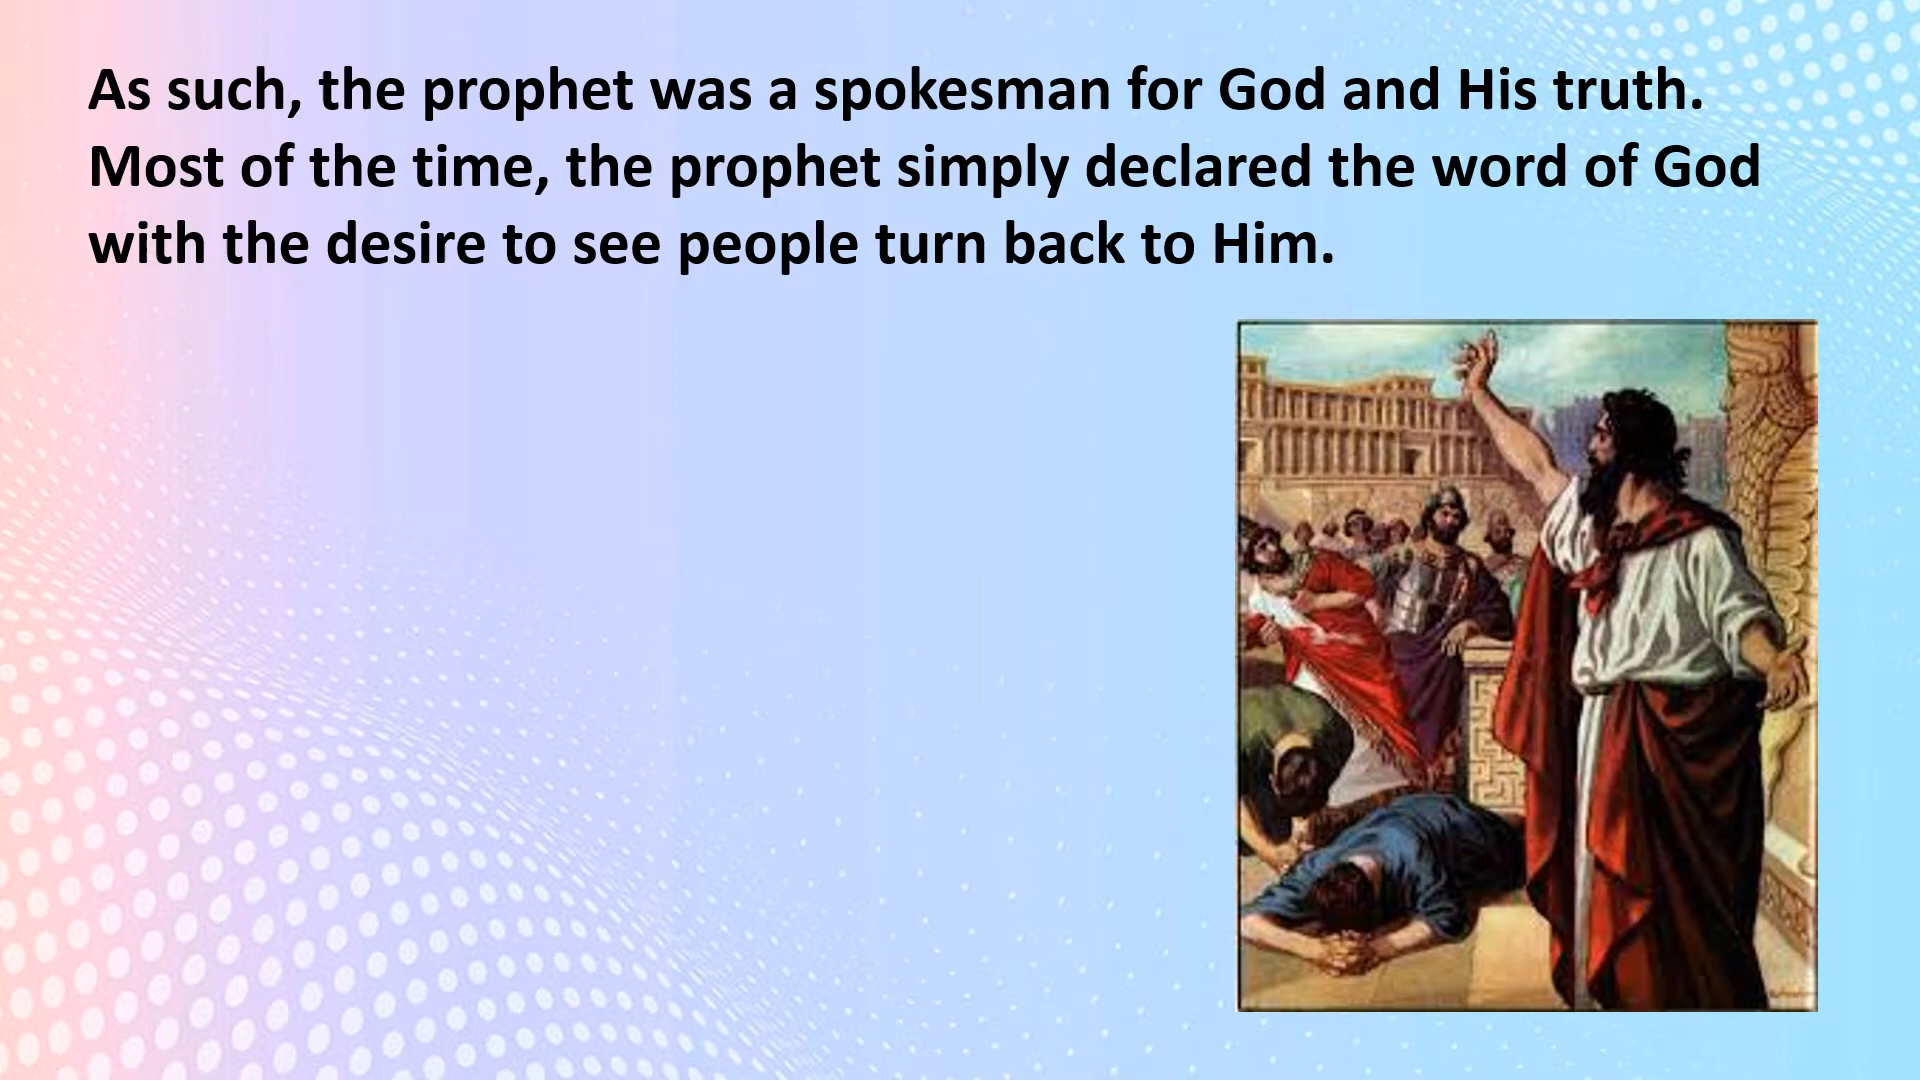 As such, the prophet was a spokesman for God and His truth.
Most of the time, the prophet simply declared the word of God
with the desire to see people turn back to Him.